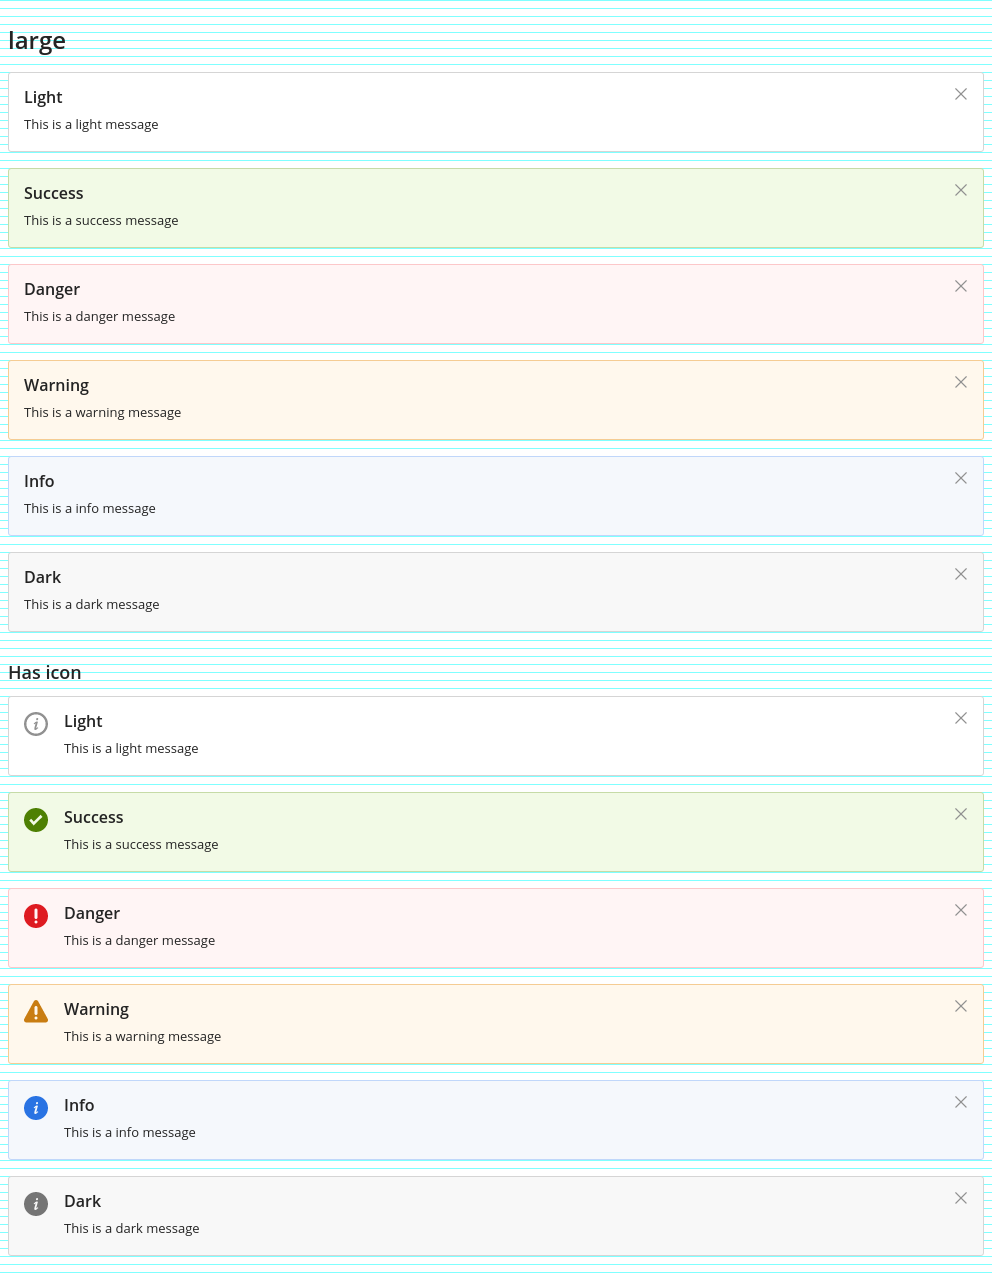 large
Light
This is a light message
Success
This is a success message
Danger
This is a danger message
Warning
This is a warning message
Info
This is a info message
Dark
This is a dark message
Has icon
Light
This is a light message
Success
This is a success message
Danger
This is a danger message
Warning
This is a warning message
Info
This is a info message
Dark
This is a dark message